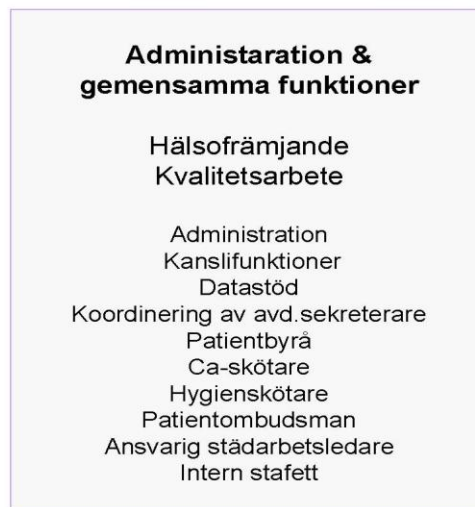 Administaration &
gemensamma funktioner
Hälsofrämjande
Kvalitetsarbete
Administration
Kanslifunktioner
Datastöd
Koordinering av avd.sekreterare
Patientbyrå
Ca-skötare
Hygienskötare
Patientombudsman
Ansvarig städarbetsledare
Intern stafett